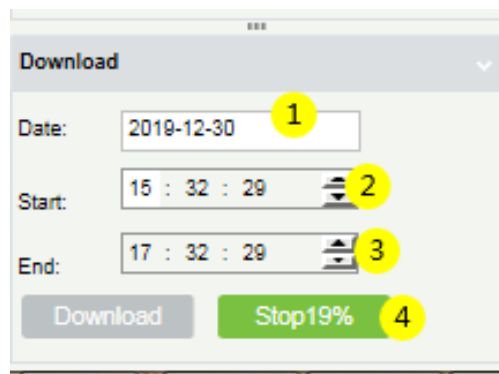 Download
Date: 2019-12-30 1
Start: 15 : 32 : 29 2
End: 17 : 32 : 29 3
Download Stop19% 4